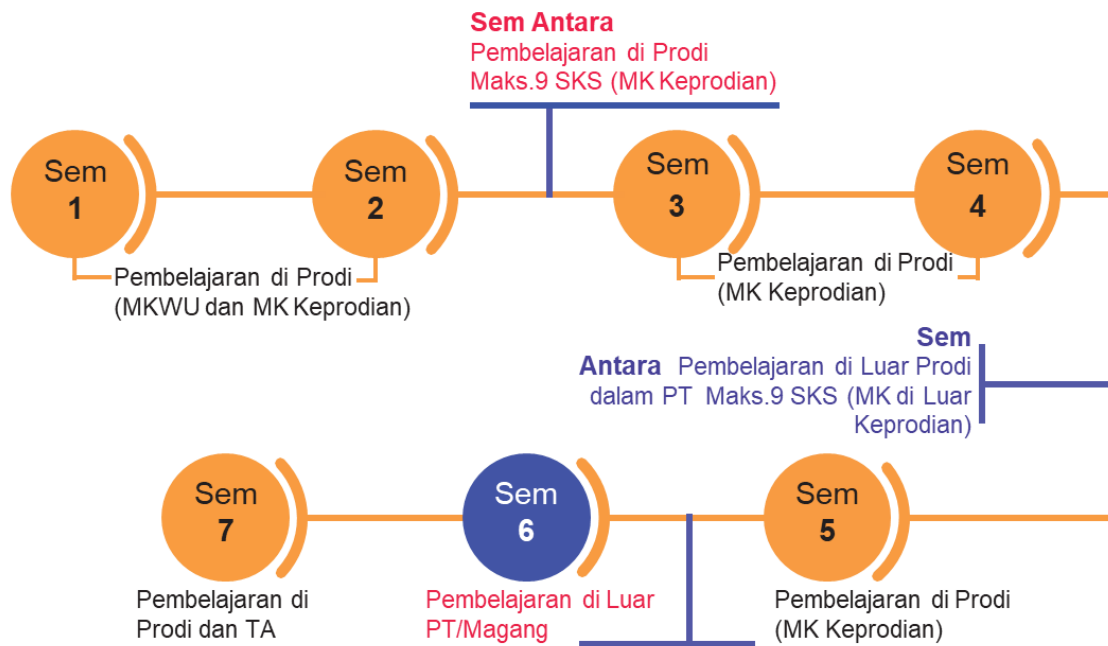 Sem Antara
Pembelajaran di Prodi
Maks.9 SKS (MK Keprodian)
Sem
1
Sem
2
Sem
3
Sem
4
Pembelajaran di Prodi
(MKWU dan MK Keprodian)
Pembelajaran di Prodi
(MK Keprodian)
Sem
Antara Pembelajaran di Luar Prodi
dalam PT Maks.9 SKS (MK di Luar
Keprodian)
Sem
7
Sem
6
Sem
5
Pembelajaran di
Prodi dan TA
Pembelajaran di Luar
PT/Magang
Pembelajaran di Prodi
(MK Keprodian)